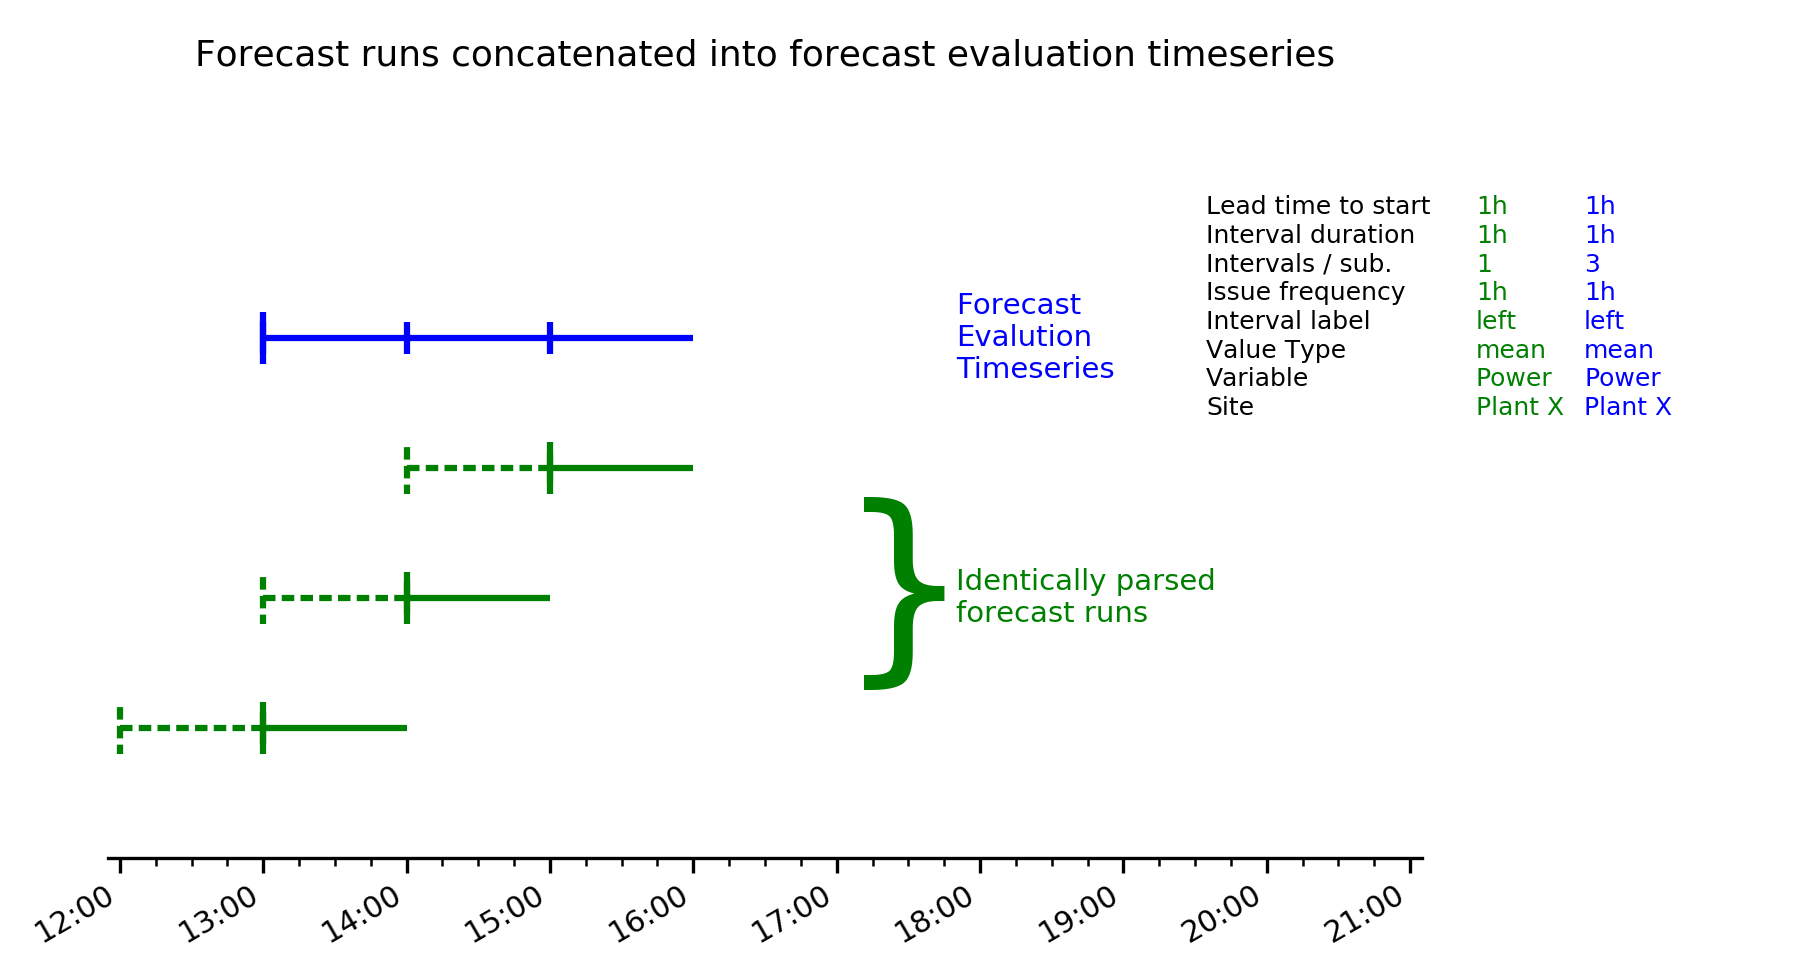 Forecast runs concatenated into forecast evaluation timeseries
Lead time to start 1h 1h
Interval duration 1h 1h
Intervals / sub. 1 3
Issue frequency 1h 1h
Interval label left left
Value Type mean mean
Variable Power Power
Site Plant X Plant X
Forecast
Evalution
Timeseries
}
Identically parsed
forecast runs
12:00 13:00 14:00 15:00 16:00 17:00 18:00 19:00 20:00 21:00